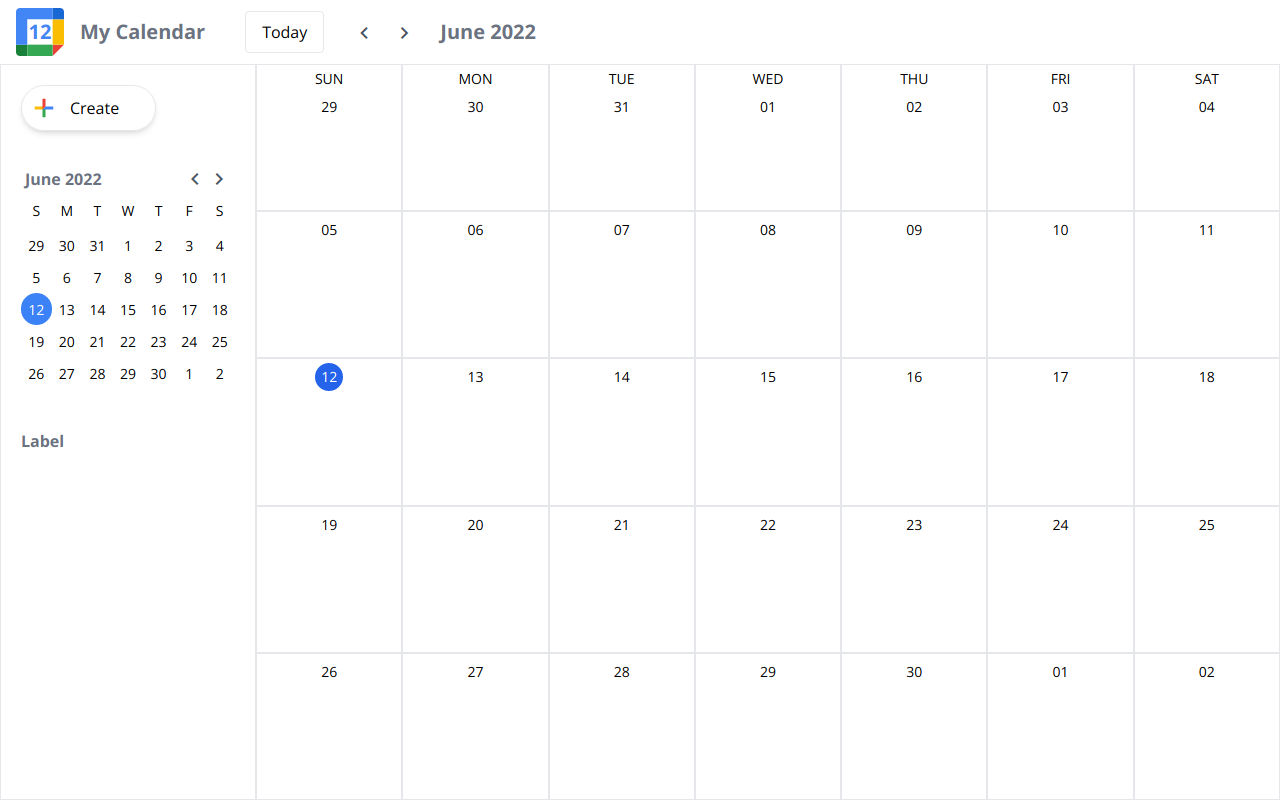 12 My Calendar Today June 2022
Create
June 2022
S M T W T F S
29 30 31 1 2 3 4
5 6 7 8 9 10 11
12 13 14 15 16 17 18
19 20 21 22 23 24 25
26 27 28 29 30 1 2
Label
SUN MON TUE WED THU FRI SAT
29 30 31 01 02 03 04
05 06 07 08 09 10 11
12 13 14 15 16 17 18
19 20 21 22 23 24 25
26 27 28 29 30 01 02